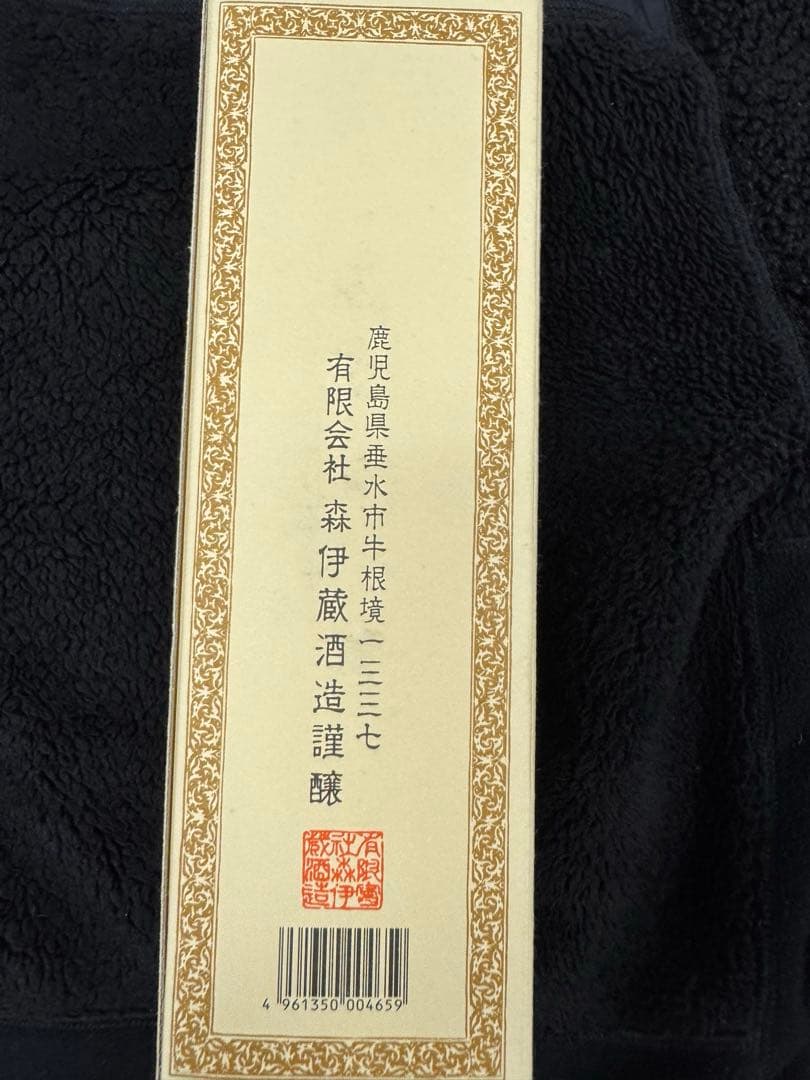 鹿児島県垂水市牛根境一三三七
有限会社 森伊蔵酒造謹醸
有限會
社森伊
蔵酒造
4 961350 004659